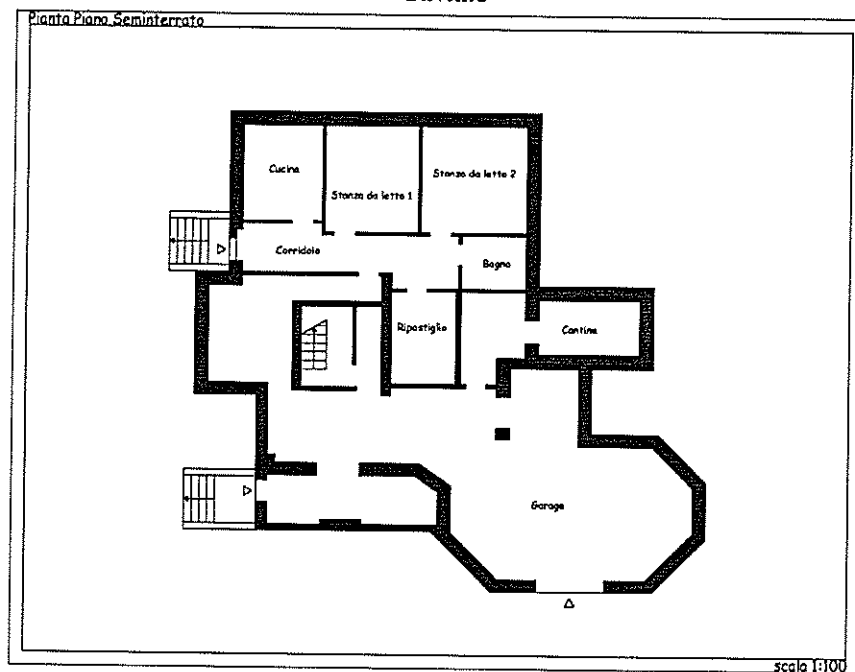 Pianta Piano Seminterrato
Cucina
Stanza da letto 1
Stanza da letto 2
Corridoio
Bagno
Ripostiglio
Cantina
Garage
scala 1:100